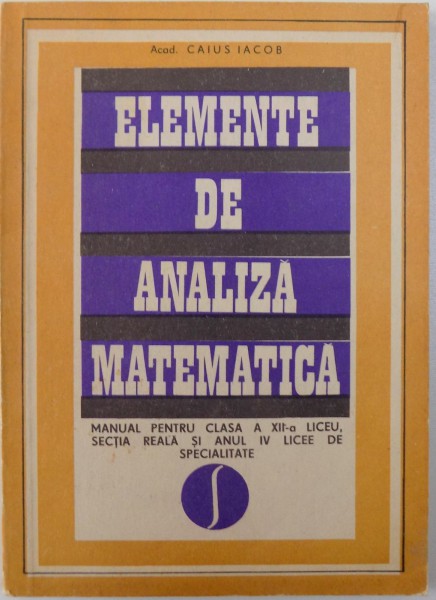 Acad. CAIUS IACOB
ELEMENTE
DE
ANALIZĂ
MATEMATICĂ
MANUAL PENTRU CLASA A XII-a LICEU,
SECȚIA REALĂ ȘI ANUL IV LICEE DE
SPECIALITATE
∫